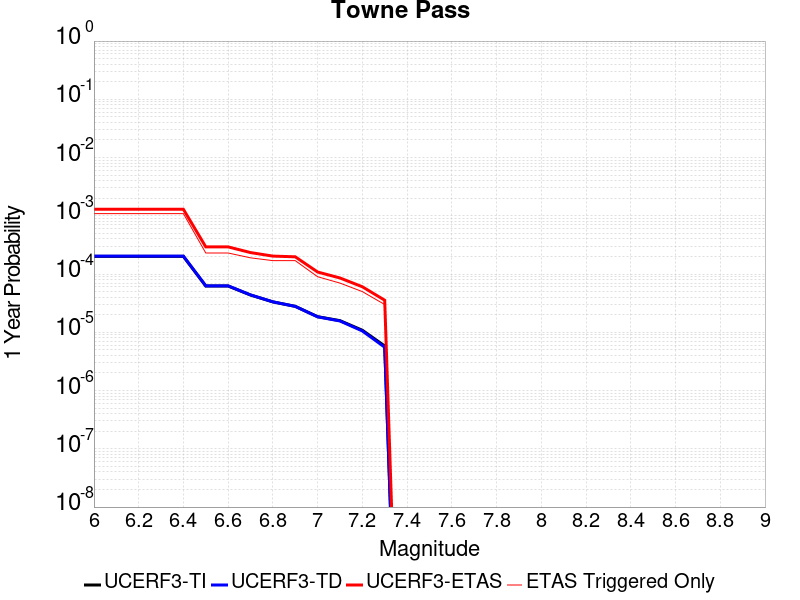 Towne Pass
1 Year Probability
10^0
10^-1
10^-2
10^-3
10^-4
10^-5
10^-6
10^-7
10^-8
6 6.2 6.4 6.6 6.8 7 7.2 7.4 7.6 7.8 8 8.2 8.4 8.6 8.8 9
Magnitude
UCERF3-TI UCERF3-TD UCERF3-ETAS ETAS Triggered Only